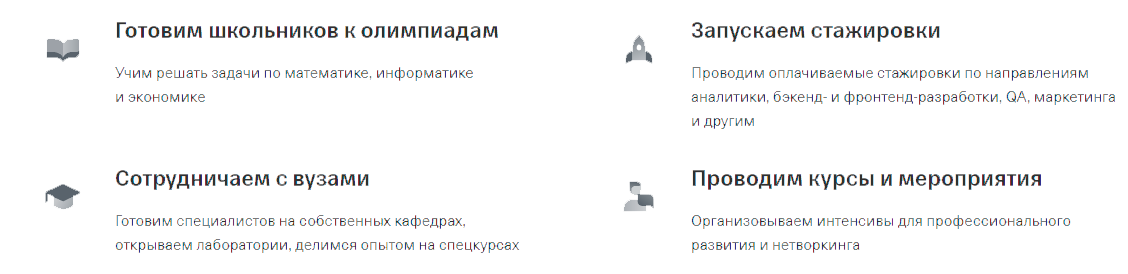 Готовим школьников к олимпиадам
Учим решать задачи по математике, информатике
и экономике
Запускаем стажировки
Проводим оплачиваемые стажировки по направлениям
аналитики, бэкенд- и фронтенд-разработки, QA, маркетинга
и другим
Сотрудничаем с вузами
Готовим специалистов на собственных кафедрах,
открываем лаборатории, делимся опытом на спецкурсах
Проводим курсы и мероприятия
Организовываем интенсивы для профессионального
развития и нетворкинга